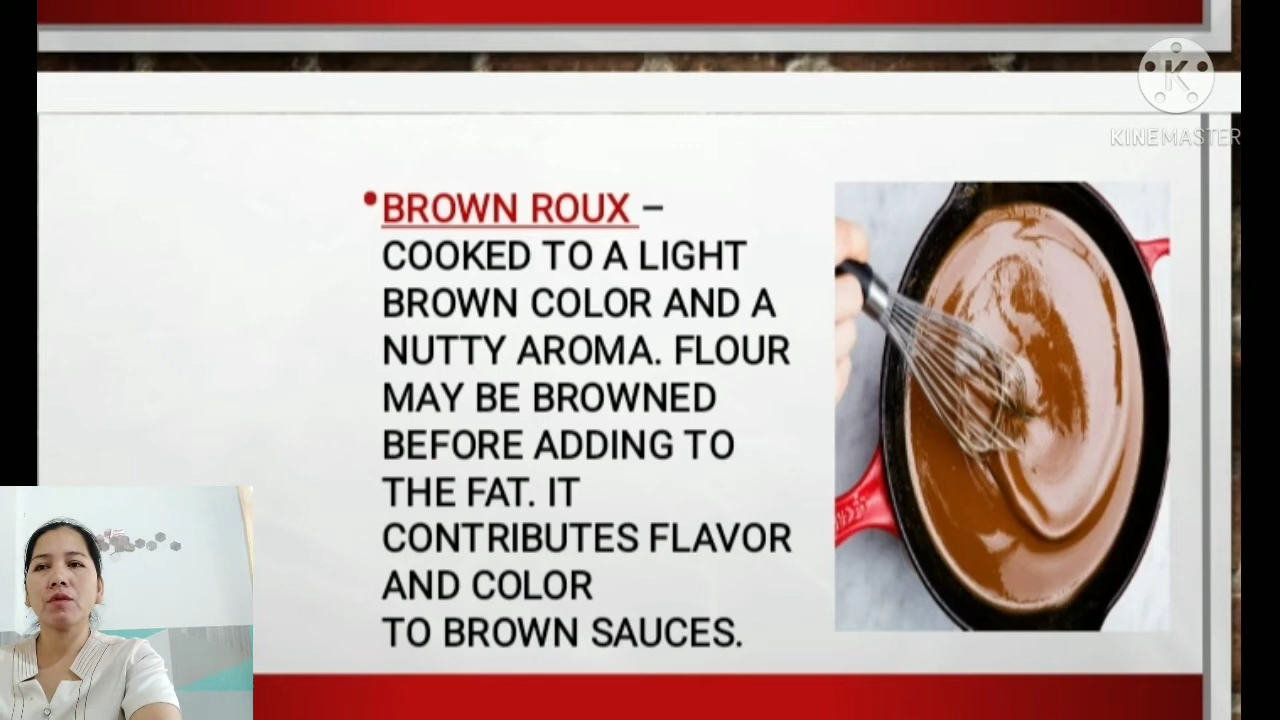 KINEMASTER
• BROWN ROUX –
COOKED TO A LIGHT
BROWN COLOR AND A
NUTTY AROMA. FLOUR
MAY BE BROWNED
BEFORE ADDING TO
THE FAT. IT
CONTRIBUTES FLAVOR
AND COLOR
TO BROWN SAUCES.